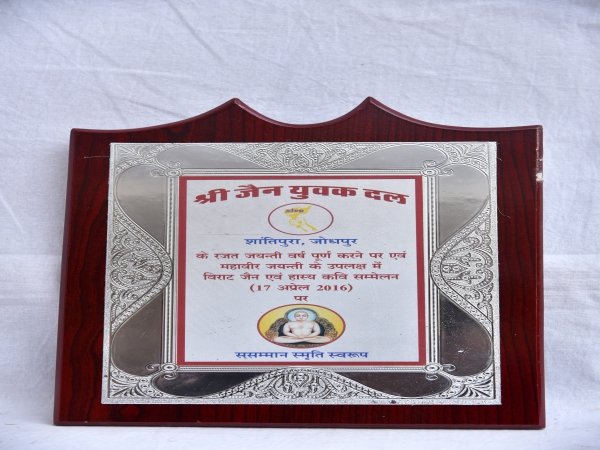 श्री जैन युवक दल
शांतिपुरा, जोधपुर
के रजत जयन्ती वर्ष पूर्ण करने पर एवं
महावीर जयन्ती के उपलक्ष में
विराट जैन एवं हास्य कवि सम्मेलन
(17 अप्रेल 2016)
पर
ससम्मान स्मृति स्वरूप